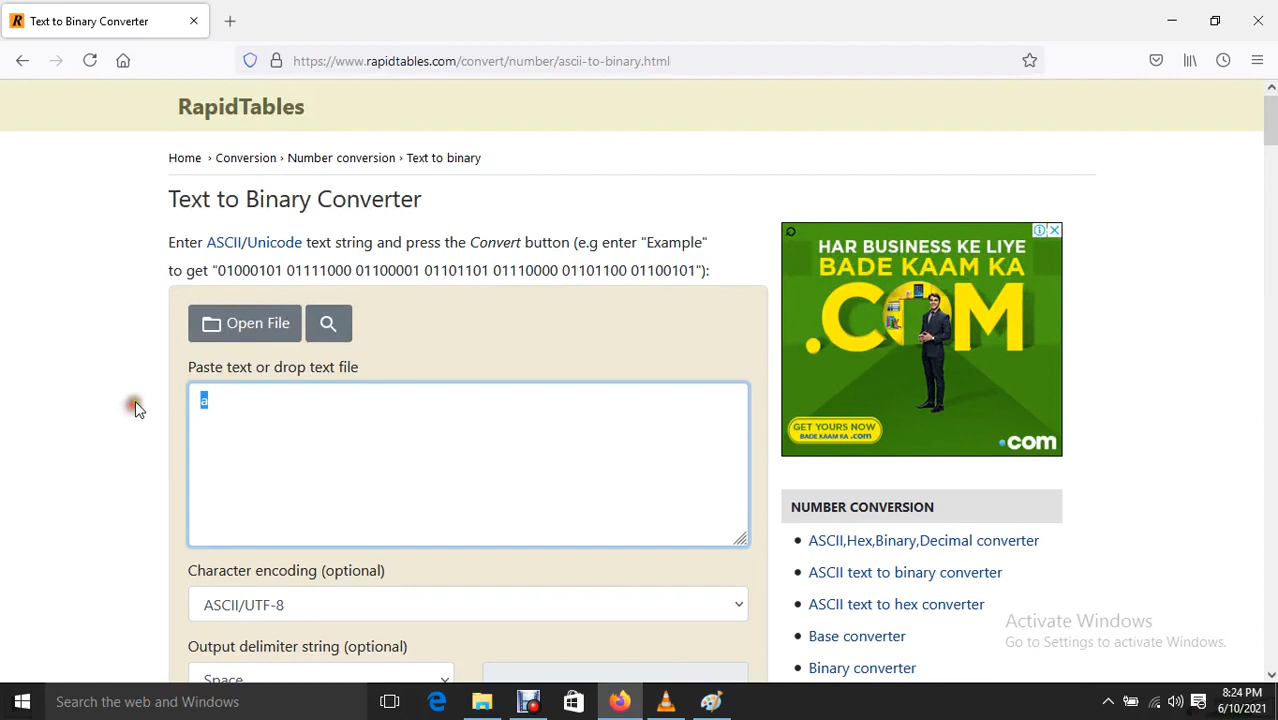 Text to Binary Converter
https://www.rapidtables.com/convert/number/ascii-to-binary.html
RapidTables
Home › Conversion › Number conversion › Text to binary
Text to Binary Converter
Enter ASCII/Unicode text string and press the Convert button (e.g enter "Example"
to get "01000101 01111000 01100001 01101101 01110000 01101100 01100101"):
Open File
Paste text or drop text file
a
Character encoding (optional)
ASCII/UTF-8
Output delimiter string (optional)
Space
HAR BUSINESS KE LIYE
BADE KAAM KA
.COM
GET YOURS NOW
BADE KAAM KA .COM
.com
NUMBER CONVERSION
• ASCII,Hex,Binary,Decimal converter
• ASCII text to binary converter
• ASCII text to hex converter
• Base converter
• Binary converter
Activate Windows
Go to Settings to activate Windows.
Search the web and Windows
8:24 PM
6/10/2021